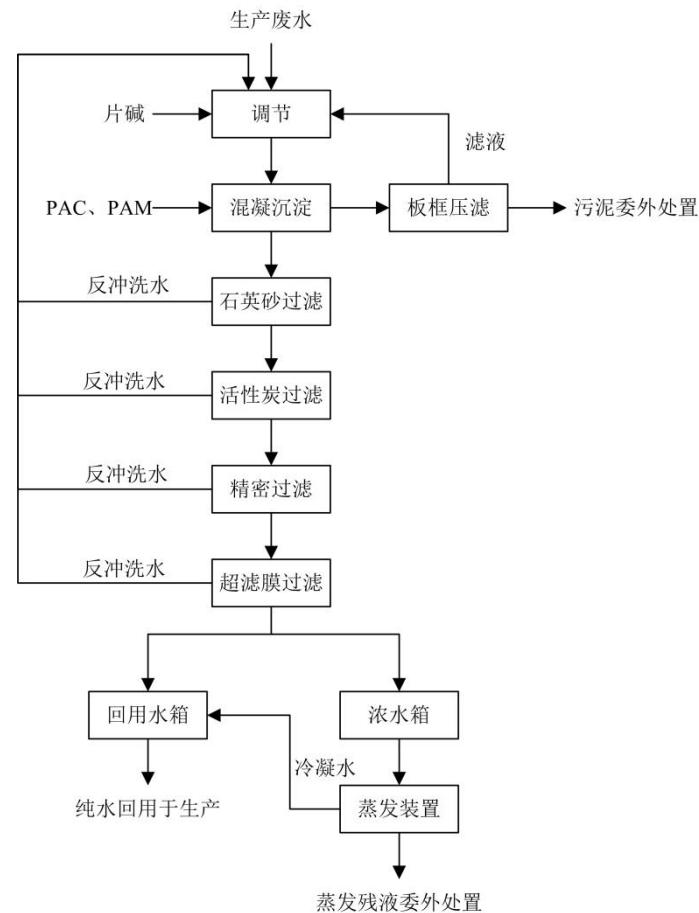 生产废水
片碱
调节
滤液
PAC、PAM
混凝沉淀
板框压滤
污泥委外处置
反冲洗水
石英砂过滤
反冲洗水
活性炭过滤
反冲洗水
精密过滤
反冲洗水
超滤膜过滤
回用水箱
浓水箱
冷凝水
纯水回用于生产
蒸发装置
蒸发残液委外处置